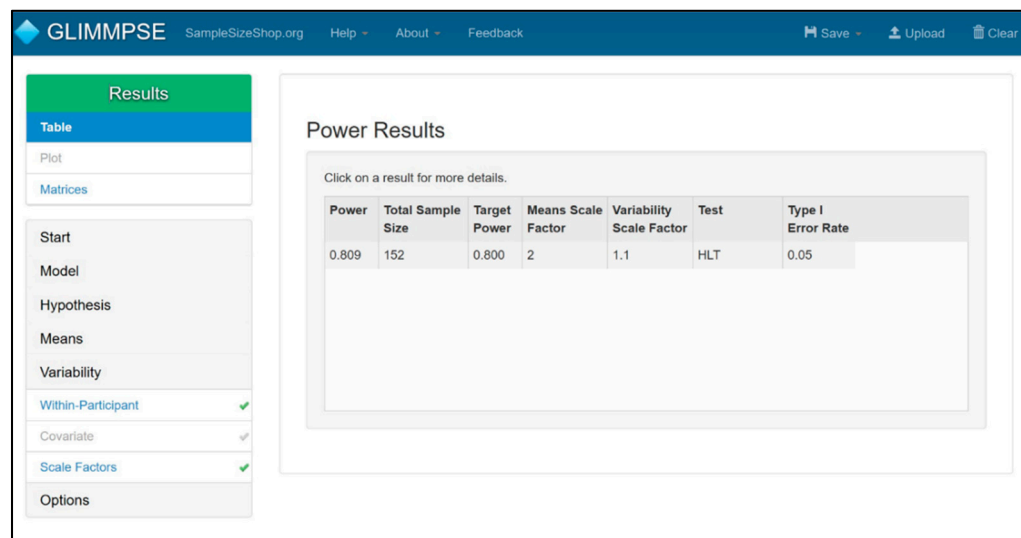 GLIMMPSE SampleSizeShop.org Help About Feedback Save Upload Clear
Results
Table
Plot
Matrices
Start
Model
Hypothesis
Means
Variability
Within-Participant
Covariate
Scale Factors
Options
Power Results
Click on a result for more details.
Power Total Sample Size Target Power Means Scale Factor Variability Scale Factor Test Type I Error Rate
0.809 152 0.800 2 1.1 HLT 0.05